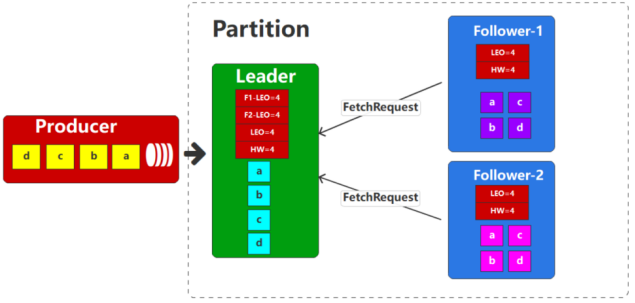 Partition
Producer
d c b a
Leader
F1-LEO=4
F2-LEO=4
LEO=4
HW=4
a
b
c
d
FetchRequest
FetchRequest
Follower-1
LEO=4
HW=4
a c
b d
Follower-2
LEO=4
HW=4
a c
b d